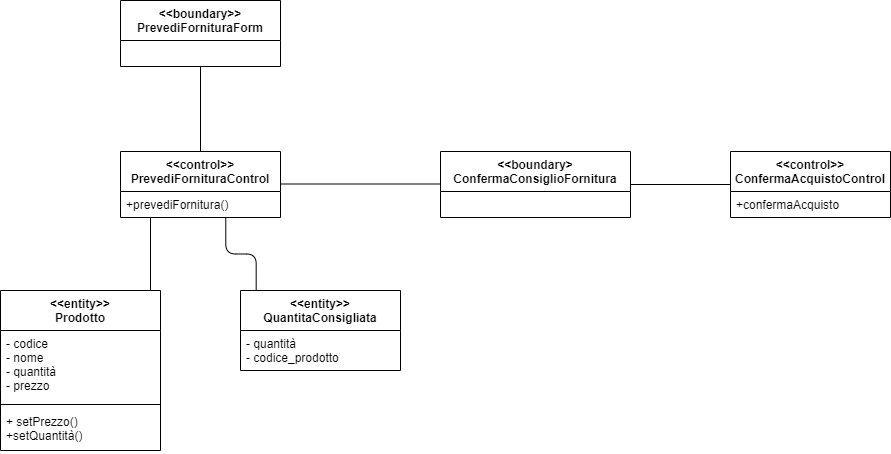 <<boundary>>
PrevediFornituraForm
<<control>>
PrevediFornituraControl
+prevediFornitura()
<<boundary>
ConfermaConsiglioFornitura
<<control>>
ConfermaAcquistoControl
+confermaAcquisto
<<entity>>
Prodotto
- codice
- nome
- quantità
- prezzo
+ setPrezzo()
+setQuantità()
<<entity>>
QuantitaConsigliata
- quantità
- codice_prodotto